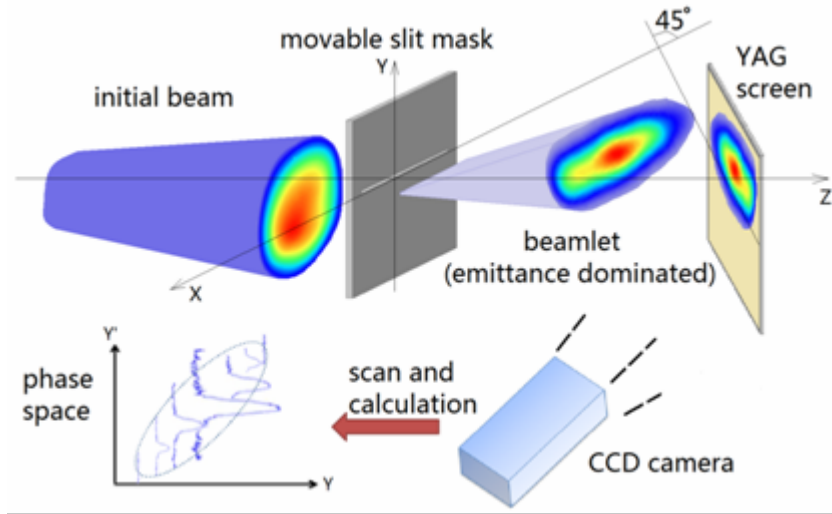 movable slit mask
45°
YAG
screen
initial beam
Y
Z
X
beamlet
(emittance dominated)
Y'
phase
space
scan and
calculation
Y
CCD camera